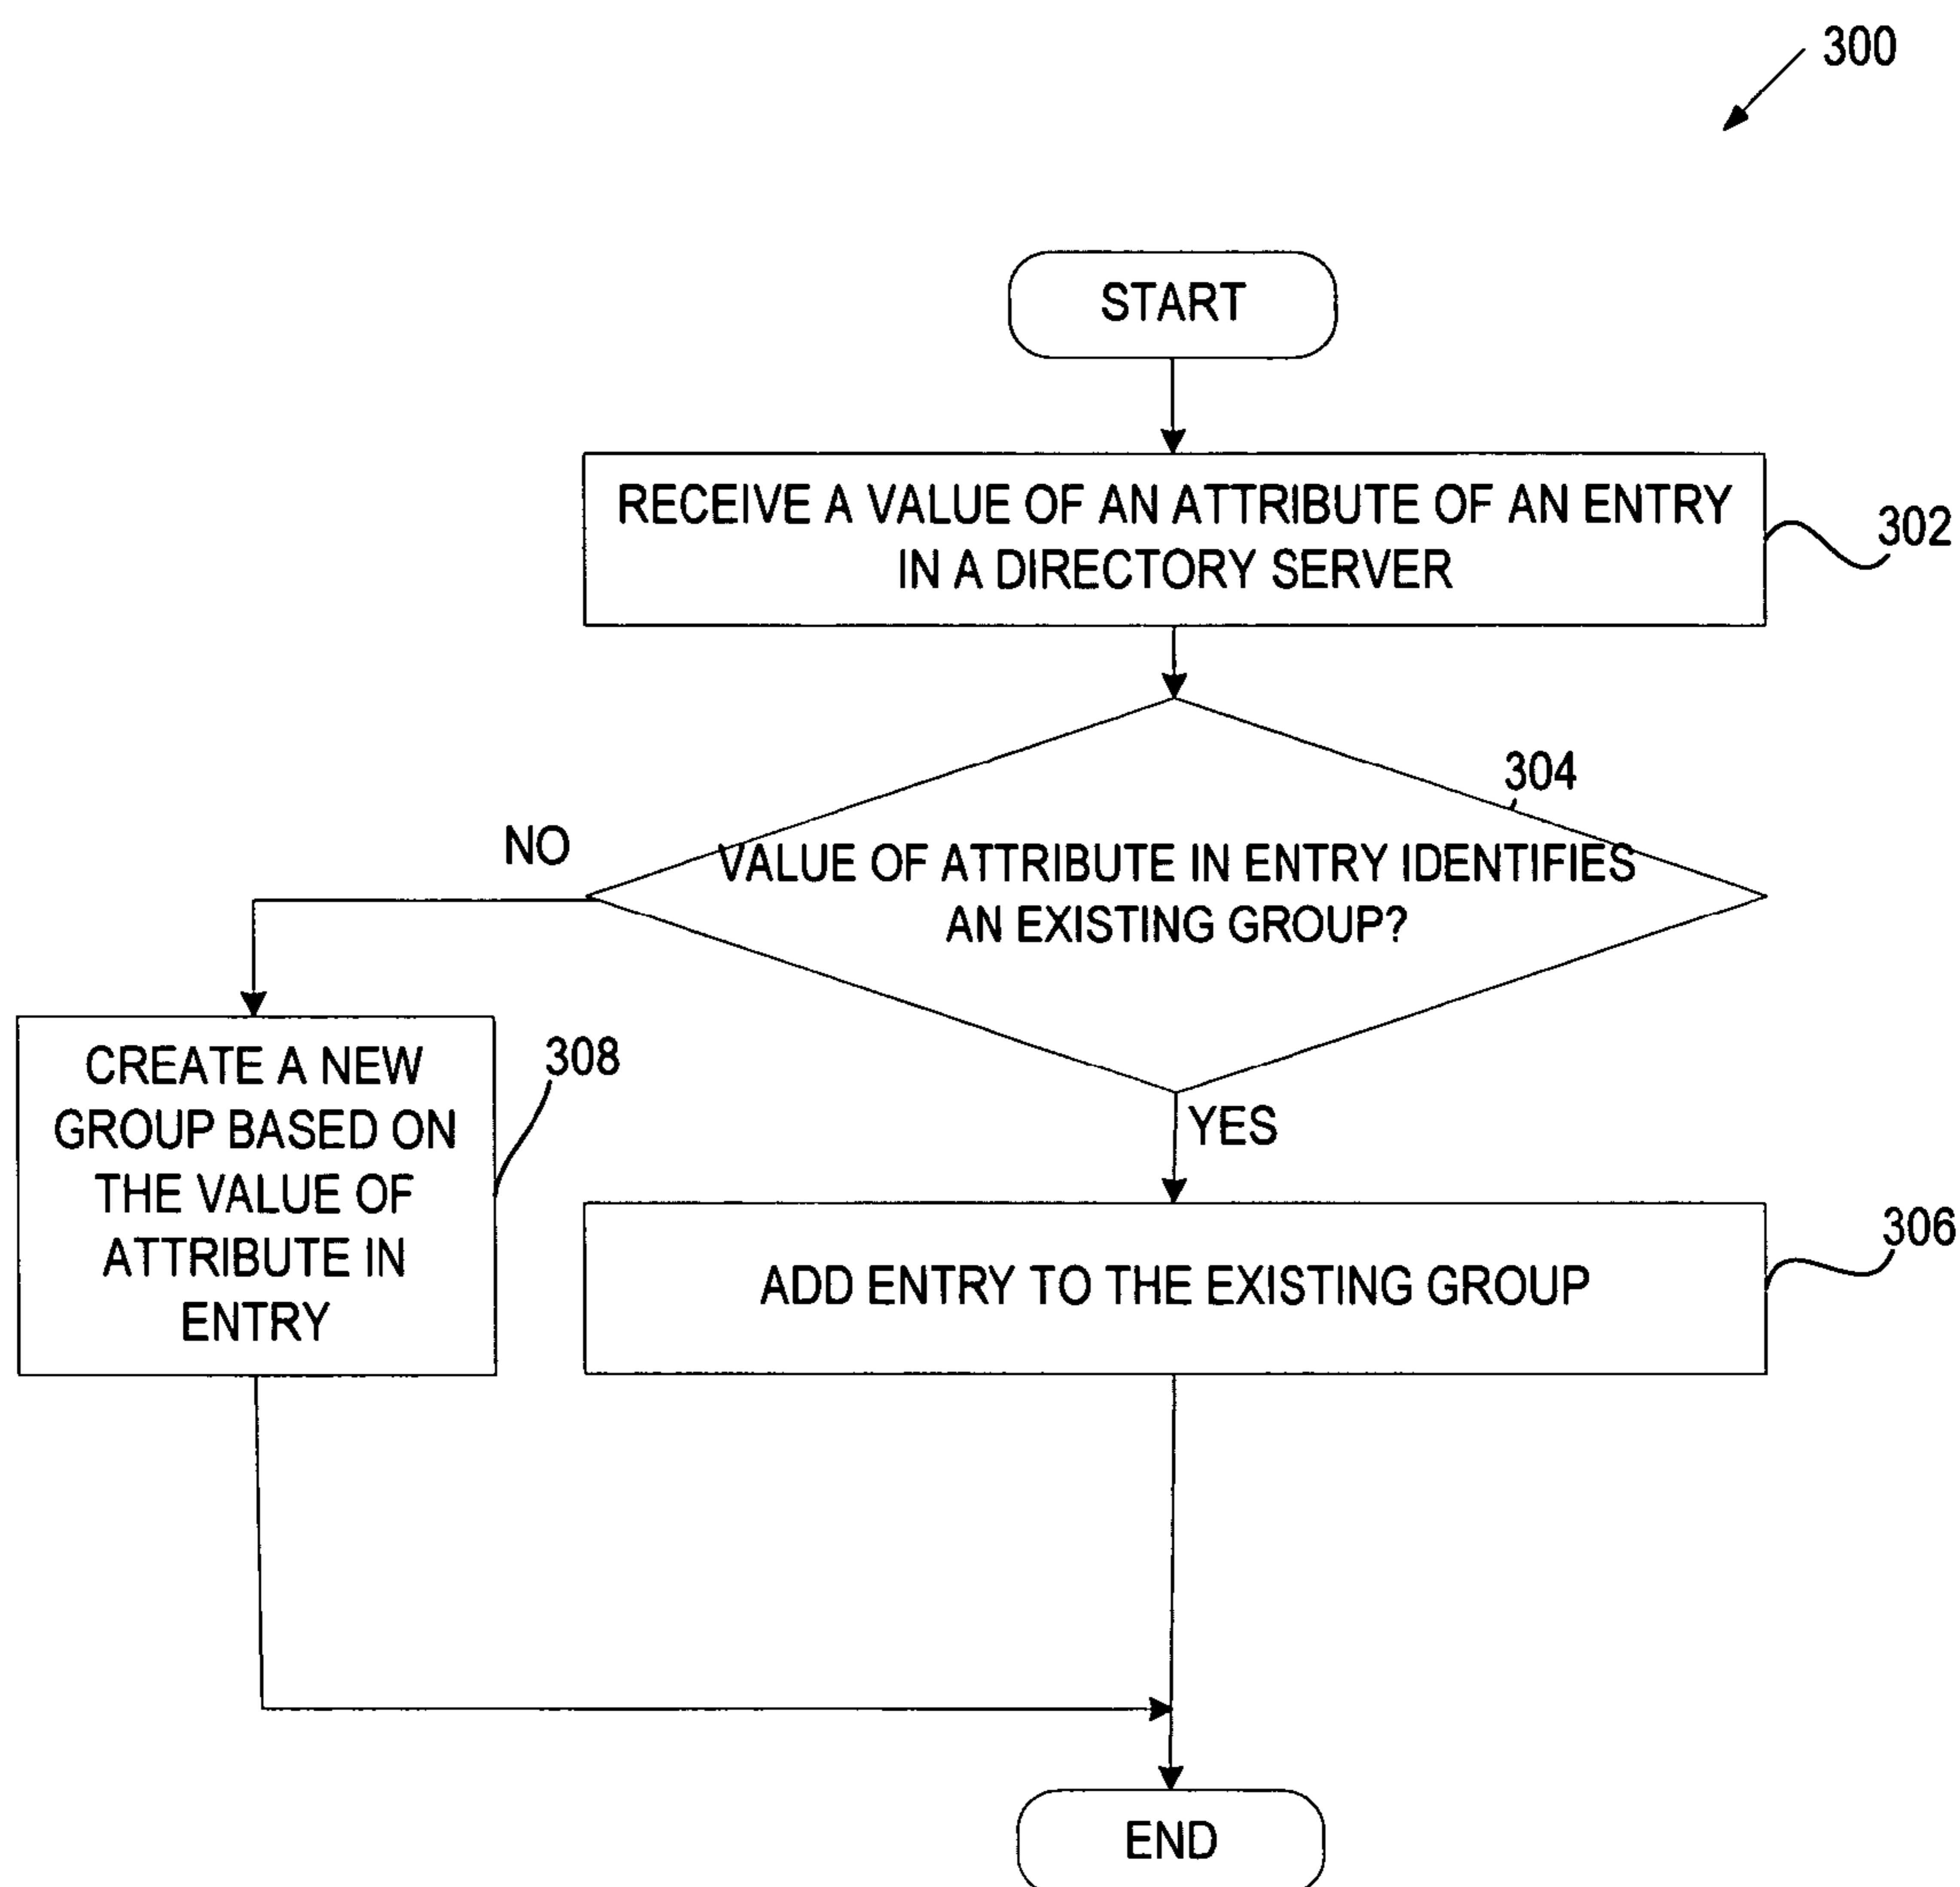 300
START
RECEIVE A VALUE OF AN ATTRIBUTE OF AN ENTRY
IN A DIRECTORY SERVER
302
304
VALUE OF ATTRIBUTE IN ENTRY IDENTIFIES
AN EXISTING GROUP?
NO
YES
CREATE A NEW
GROUP BASED ON
THE VALUE OF
ATTRIBUTE IN
ENTRY
308
ADD ENTRY TO THE EXISTING GROUP
306
END